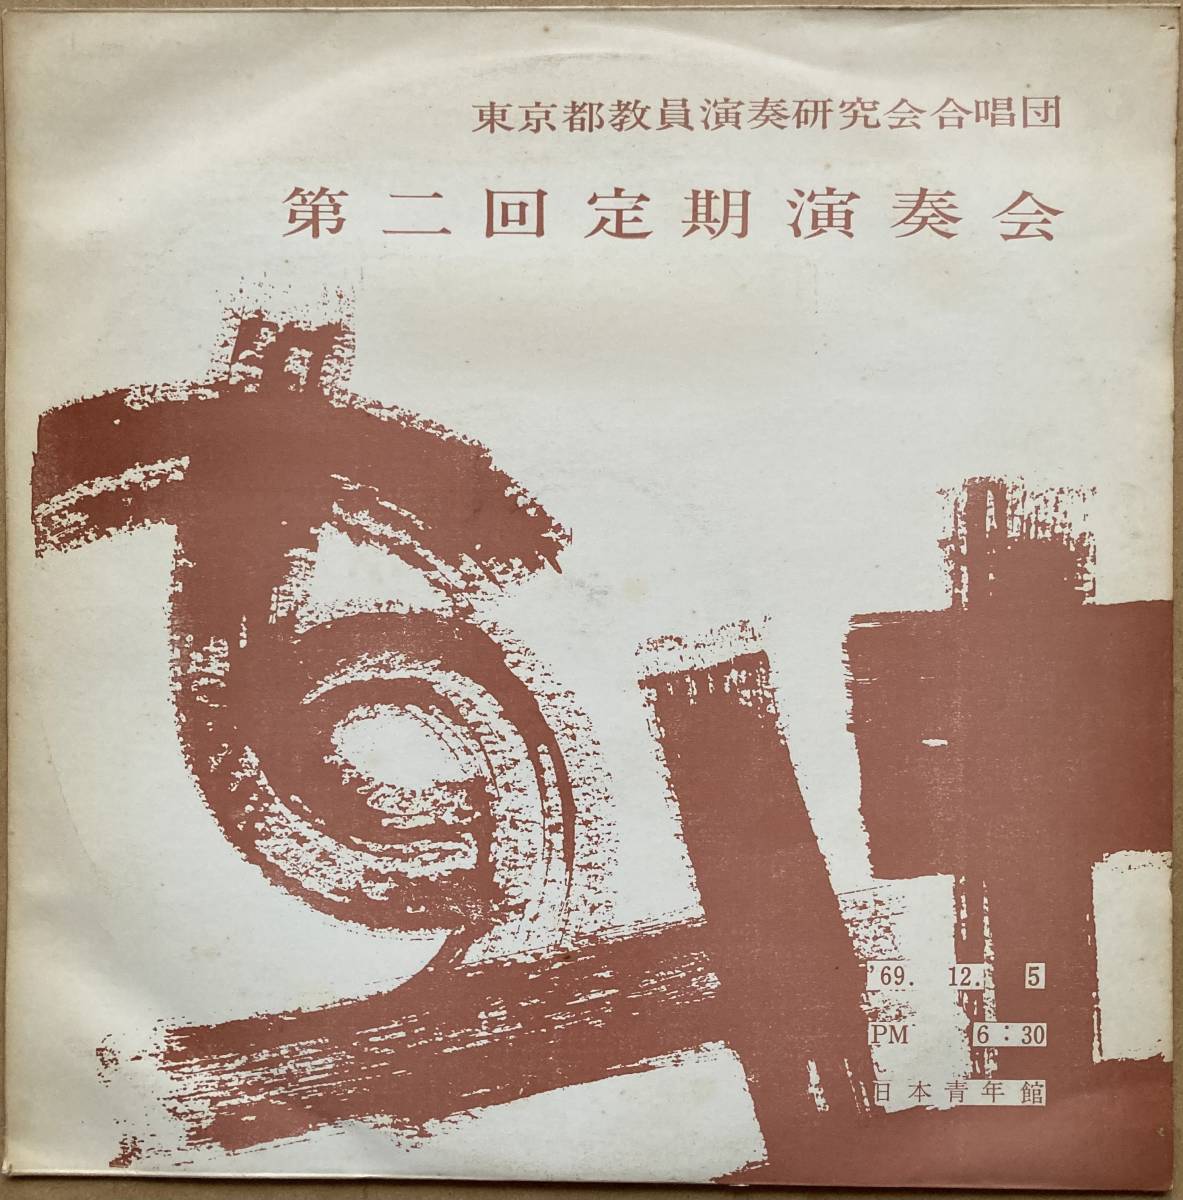 東京都教員演奏研究会合唱団
第二回定期演奏会
'69. 12. 5
PM 6:30
日本青年館